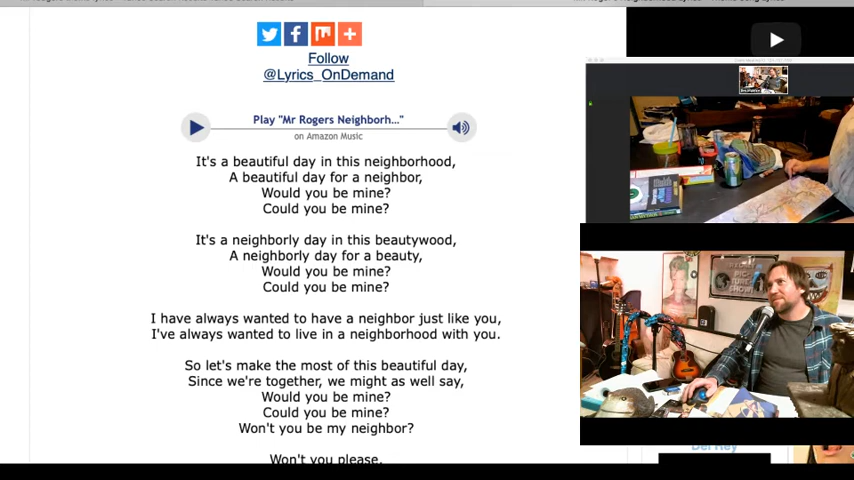 Follow
@Lyrics_OnDemand
Play "Mr Rogers Neighborh..."
on Amazon Music
It's a beautiful day in this neighborhood,
A beautiful day for a neighbor,
Would you be mine?
Could you be mine?
It's a neighborly day in this beautywood,
A neighborly day for a beauty,
Would you be mine?
Could you be mine?
I have always wanted to have a neighbor just like you,
I've always wanted to live in a neighborhood with you.
So let's make the most of this beautiful day,
Since we're together, we might as well say,
Would you be mine?
Could you be mine?
Won't you be my neighbor?
Won't you please,
PICTURE
SHOW
Del Rey